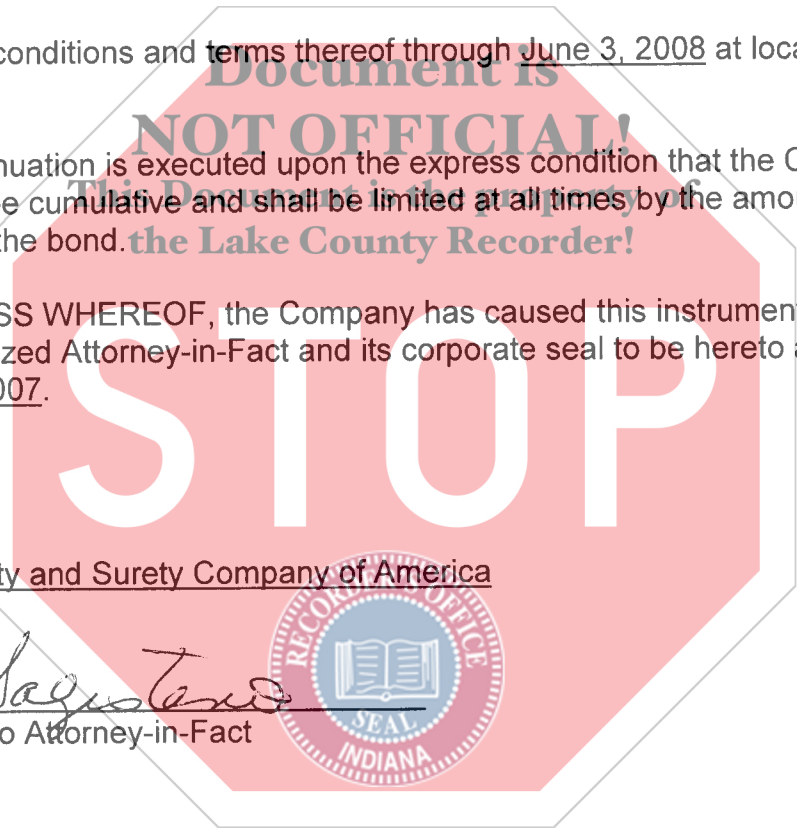 conditions and terms thereof through June 3, 2008 at loca
Document is
NOT OFFICIAL!
nuation is executed upon the express condition that the C
This Document is the property of
e cumulative and shall be limited at all times by the amo
the bond.
the Lake County Recorder!
SS WHEREOF, the Company has caused this instrument
zed Attorney-in-Fact and its corporate seal to be hereto a
007.
STOP
ty and Surety Company of America
RECORDER'S OFFICE
SEAL
INDIANA
o Attorney-in-Fact